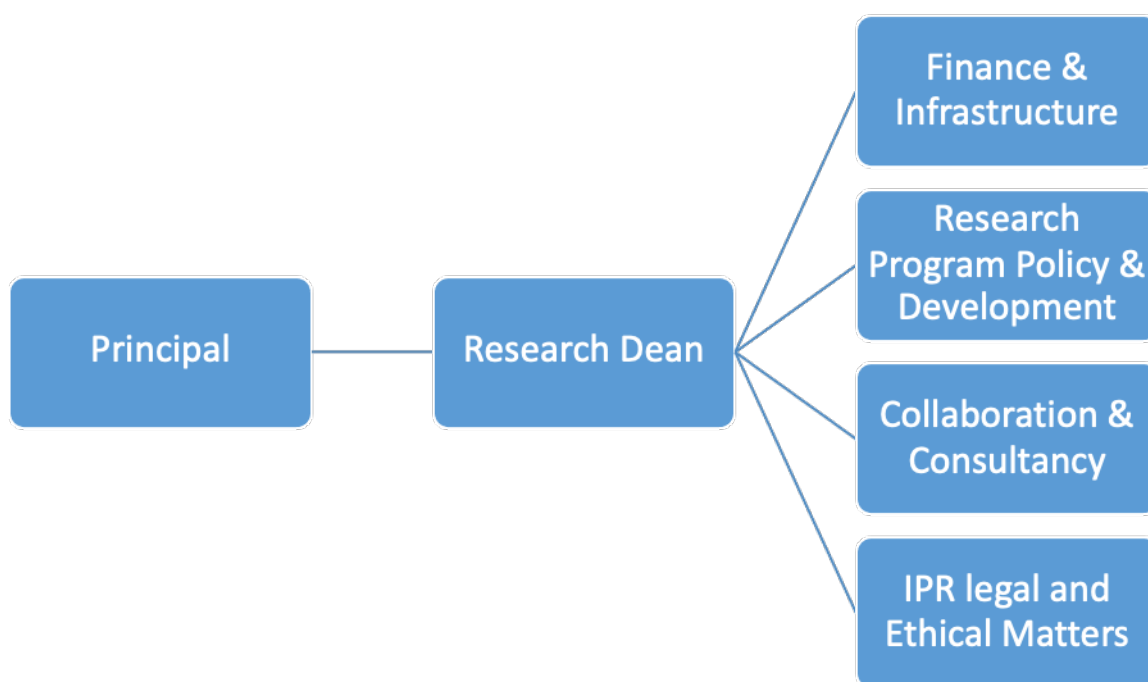 Principal
Research Dean
Finance &
Infrastructure
Research
Program Policy &
Development
Collaboration &
Consultancy
IPR legal and
Ethical Matters